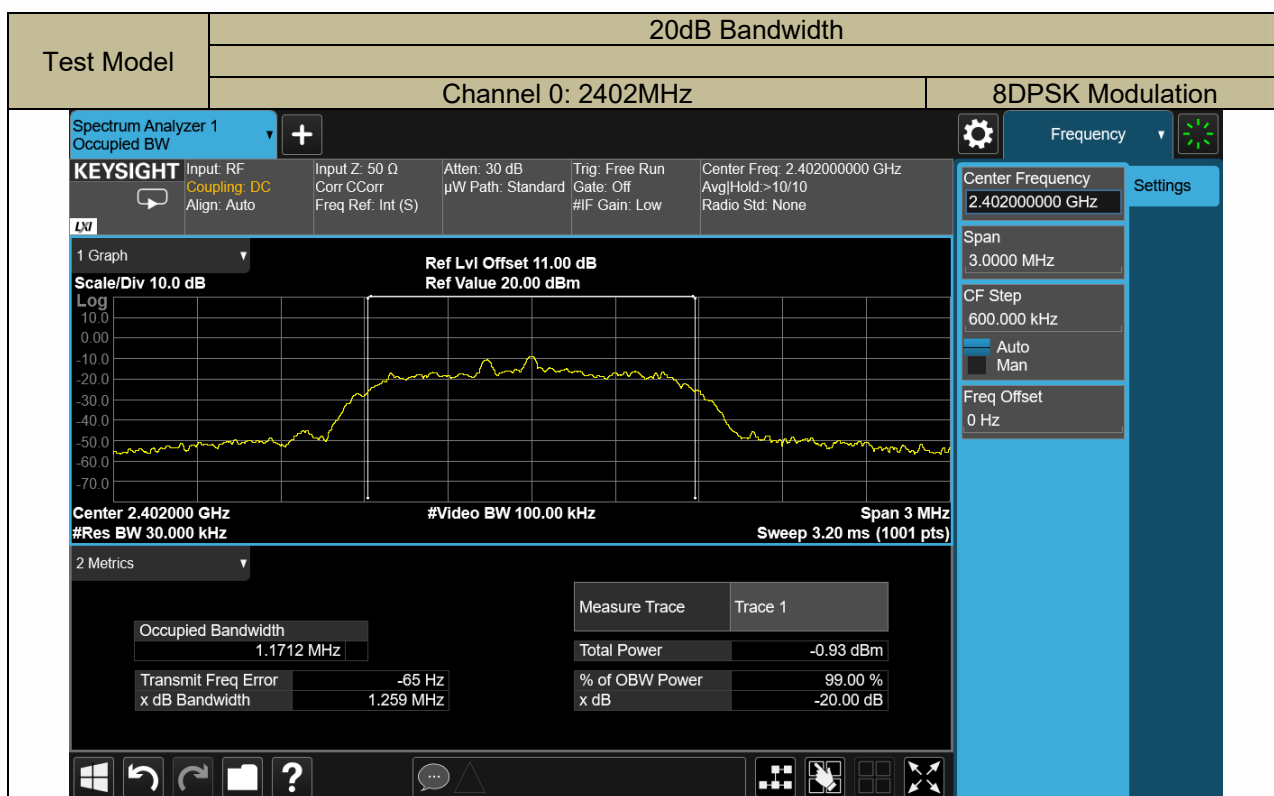 Test Model
20dB Bandwidth
Channel 0: 2402MHz
8DPSK Modulation
Spectrum Analyzer 1
Occupied BW
+
Frequency
KEYSIGHT
LXI
Input: RF
Coupling: DC
Align: Auto
Input Z: 50 Ω
Corr CCorr
Freq Ref: Int (S)
Atten: 30 dB
µW Path: Standard
Trig: Free Run
Gate: Off
#IF Gain: Low
Center Freq: 2.402000000 GHz
Avg|Hold:>10/10
Radio Std: None
Center Frequency
2.402000000 GHz
Settings
Span
3.0000 MHz
CF Step
600.000 kHz
Auto
Man
Freq Offset
0 Hz
1 Graph
Ref Lvl Offset 11.00 dB
Scale/Div 10.0 dB
Ref Value 20.00 dBm
Log
10.0
0.00
-10.0
-20.0
-30.0
-40.0
-50.0
-60.0
-70.0
Center 2.402000 GHz
#Video BW 100.00 kHz
Span 3 MHz
#Res BW 30.000 kHz
Sweep 3.20 ms (1001 pts)
2 Metrics
Measure Trace
Trace 1
Occupied Bandwidth
1.1712 MHz
Total Power
-0.93 dBm
Transmit Freq Error
-65 Hz
% of OBW Power
99.00 %
x dB Bandwidth
1.259 MHz
x dB
-20.00 dB
?